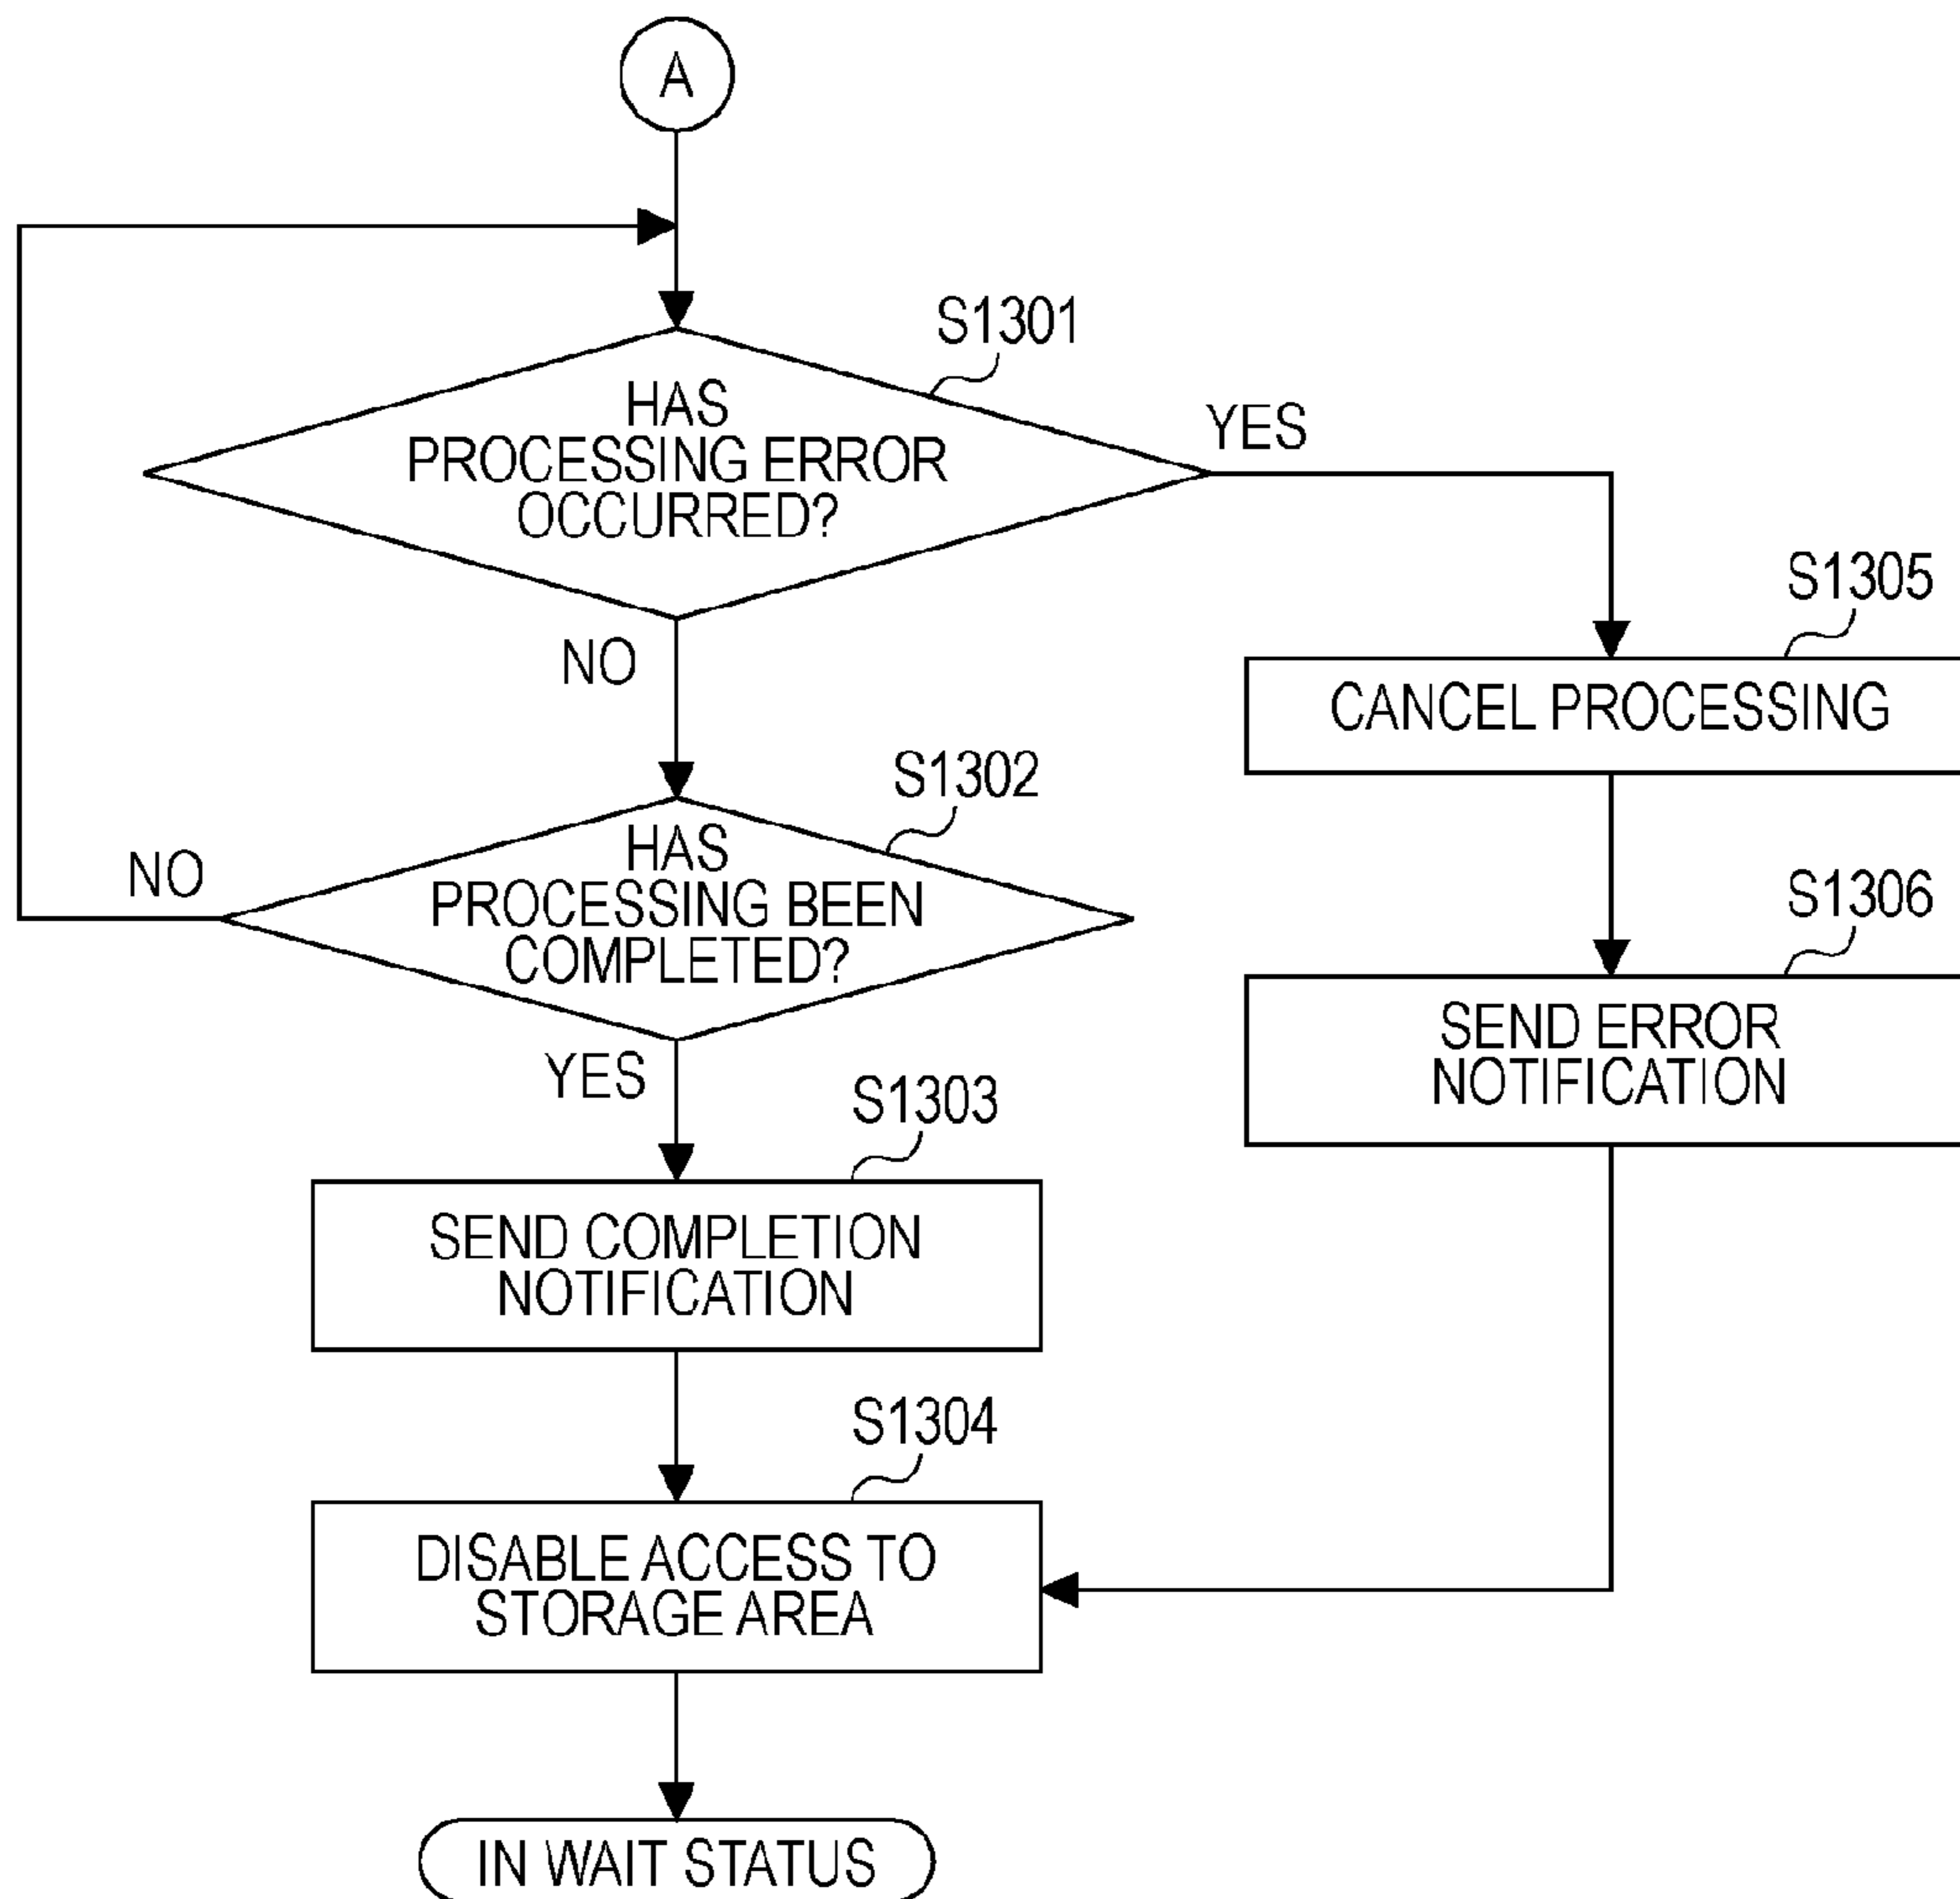 A
S1301
HAS
PROCESSING ERROR
OCCURRED?
YES
NO
S1305
CANCEL PROCESSING
S1302
HAS
PROCESSING BEEN
COMPLETED?
NO
YES
S1306
SEND ERROR
NOTIFICATION
S1303
SEND COMPLETION
NOTIFICATION
S1304
DISABLE ACCESS TO
STORAGE AREA
IN WAIT STATUS